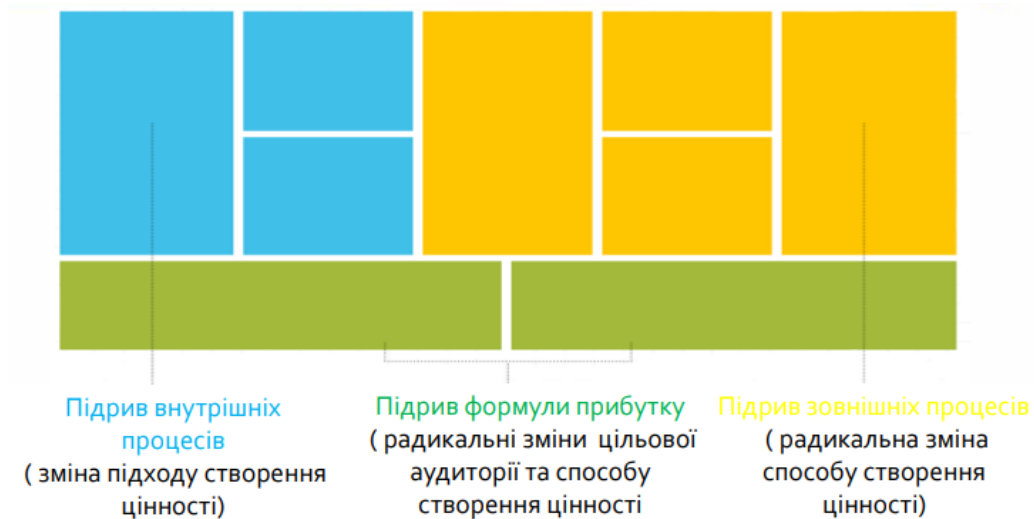 Підрив внутрішніх
процесів
( зміна підходу створення
цінності)
Підрив формули прибутку
( радикальні зміни  цільової
аудиторії та способу
створення цінності
Підрив зовнішніх процесів
( радикальна зміна
способу створення
цінності)